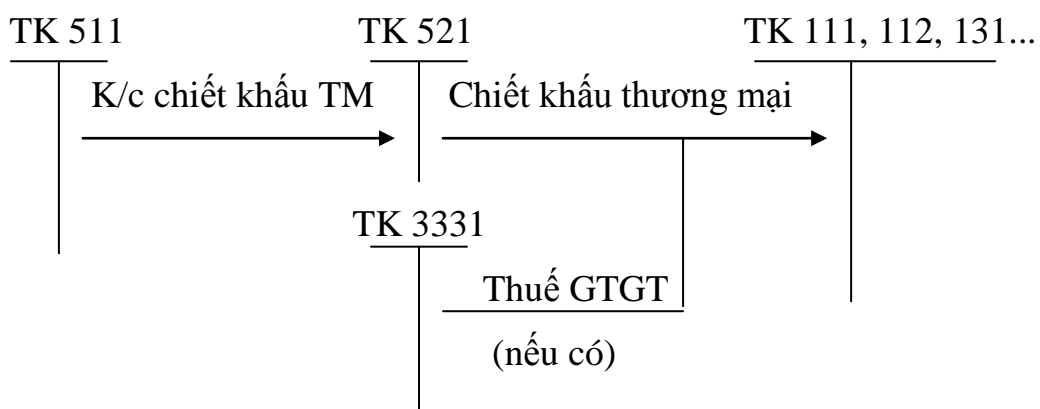 TK 511 TK 521 TK 111, 112, 131...
K/c chiết khấu TM Chiết khấu thương mại
TK 3331
Thuế GTGT
(nếu có)